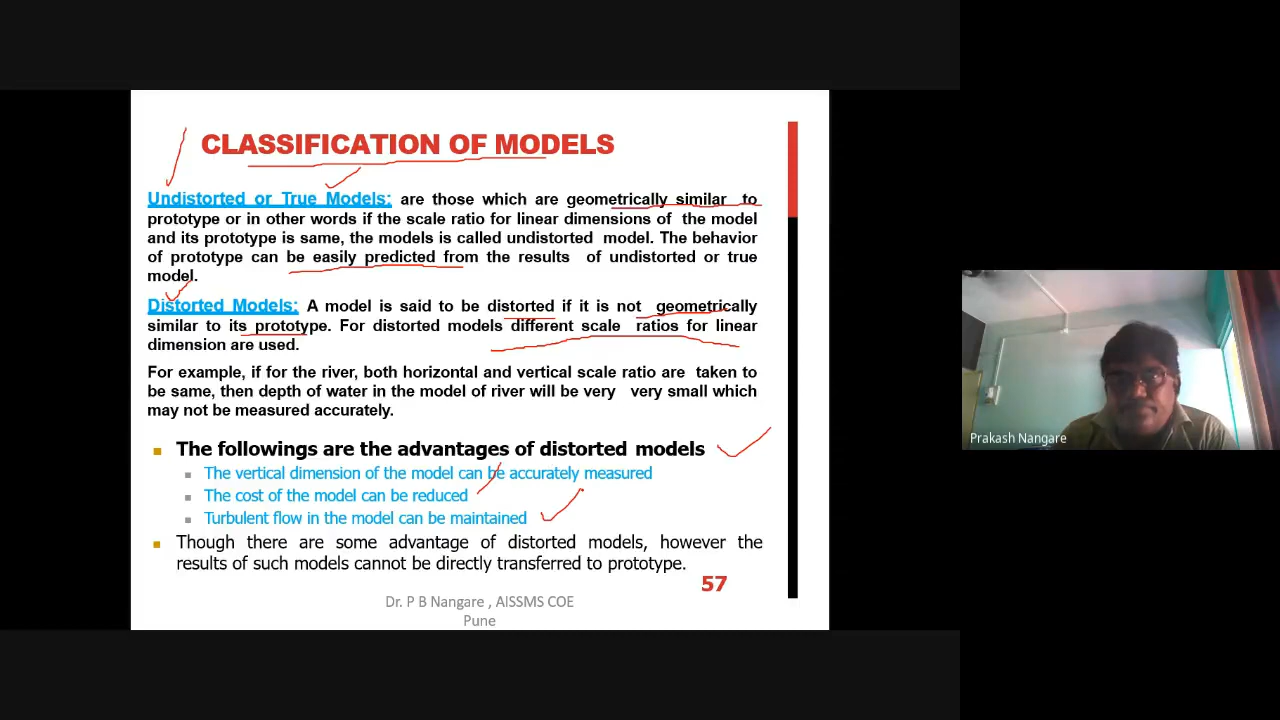 CLASSIFICATION OF MODELS
Undistorted or True Models: are those which are geometrically similar to
prototype or in other words if the scale ratio for linear dimensions of the model
and its prototype is same, the models is called undistorted model. The behavior
of prototype can be easily predicted from the results of undistorted or true
model.
Distorted Models: A model is said to be distorted if it is not geometrically
similar to its prototype. For distorted models different scale ratios for linear
dimension are used.
For example, if for the river, both horizontal and vertical scale ratio are taken to
be same, then depth of water in the model of river will be very very small which
may not be measured accurately.
The followings are the advantages of distorted models
The vertical dimension of the model can be accurately measured
The cost of the model can be reduced
Turbulent flow in the model can be maintained
Though there are some advantage of distorted models, however the
results of such models cannot be directly transferred to prototype.
57
Dr. P B Nangare , AISSMS COE
Pune
Prakash Nangare